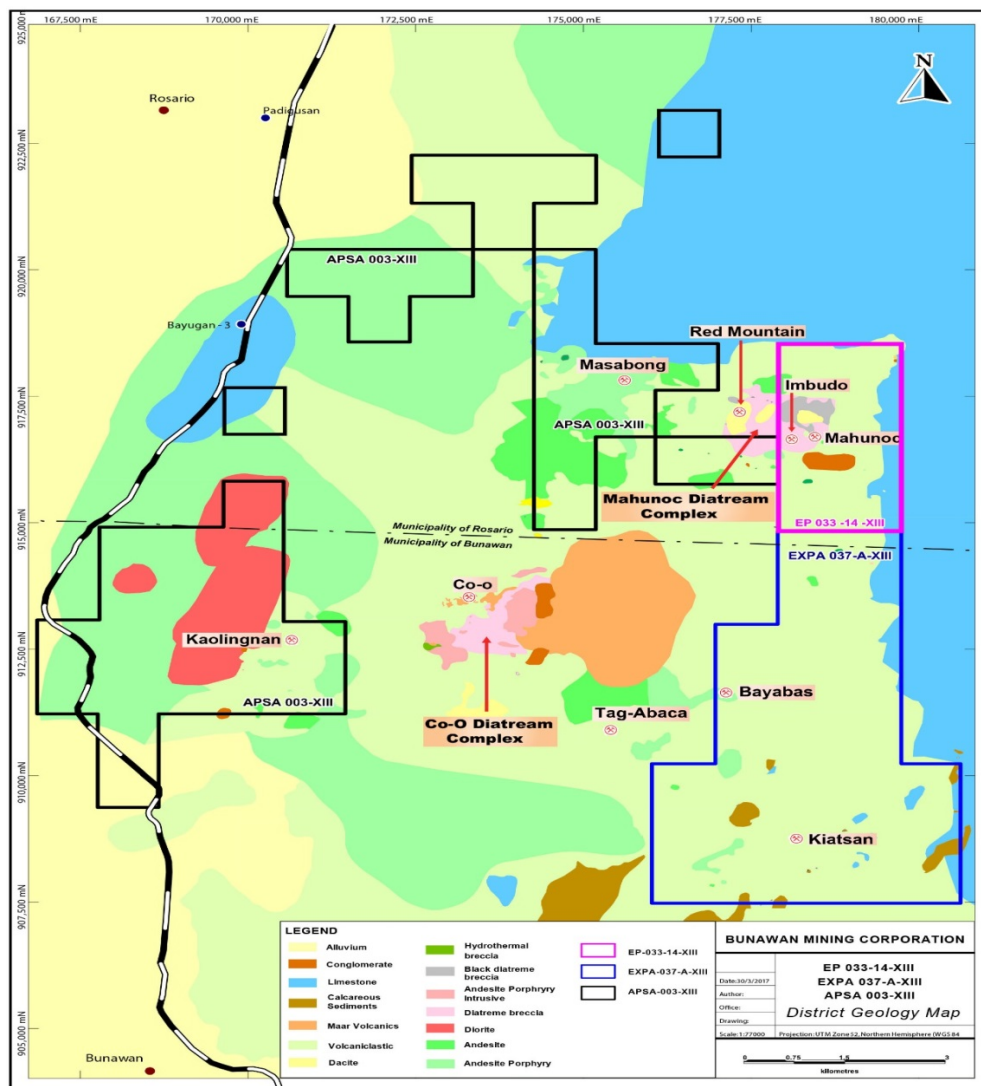 167,500 mE
170,000 mE
172,500 mE
175,000 mE
177,500 mE
180,000 mE
925,000 mN
922,500 mN
920,000 mN
917,500 mN
915,000 mN
912,500 mN
910,000 mN
907,500 mN
905,000 mN
N
Rosario
Padigusan
APSA 003-XIII
Bayugan - 3
Red Mountain
Masabong
Imbudo
APSA 003-XIII
Mahunoc
Mahunoc Diatream
Complex
Municipality of Rosario
Municipality of Bunawan
EP 033 -14 -XIII
EXPA 037-A-XIII
Co-o
Kaolingnan
Bayabas
APSA 003-XIII
Tag-Abaca
Co-O Diatream
Complex
Kiatsan
Bunawan
LEGEND
Alluvium
Conglomerate
Limestone
Calcareous
Sediments
Maar Volcanics
Volcaniclastic
Dacite
Hydrothermal
breccia
Black diatreme
breccia
Andesite Porphryry
Intrusive
Diatreme breccia
Diorite
Andesite
Andesite Porphyry
EP-033-14-XIII
EXPA-037-A-XIII
APSA-003-XIII
BUNAWAN MINING CORPORATION
Date:30/3/2017
Author:
Office:
Drawing:
Scale:1:77000
EP 033-14-XIII
EXPA 037-A-XIII
APSA 003-XIII
District Geology Map
Projection: UTM Zone 52, Northern Hemisphere (WGS 84
0 0.75 1.5 3
kilometres